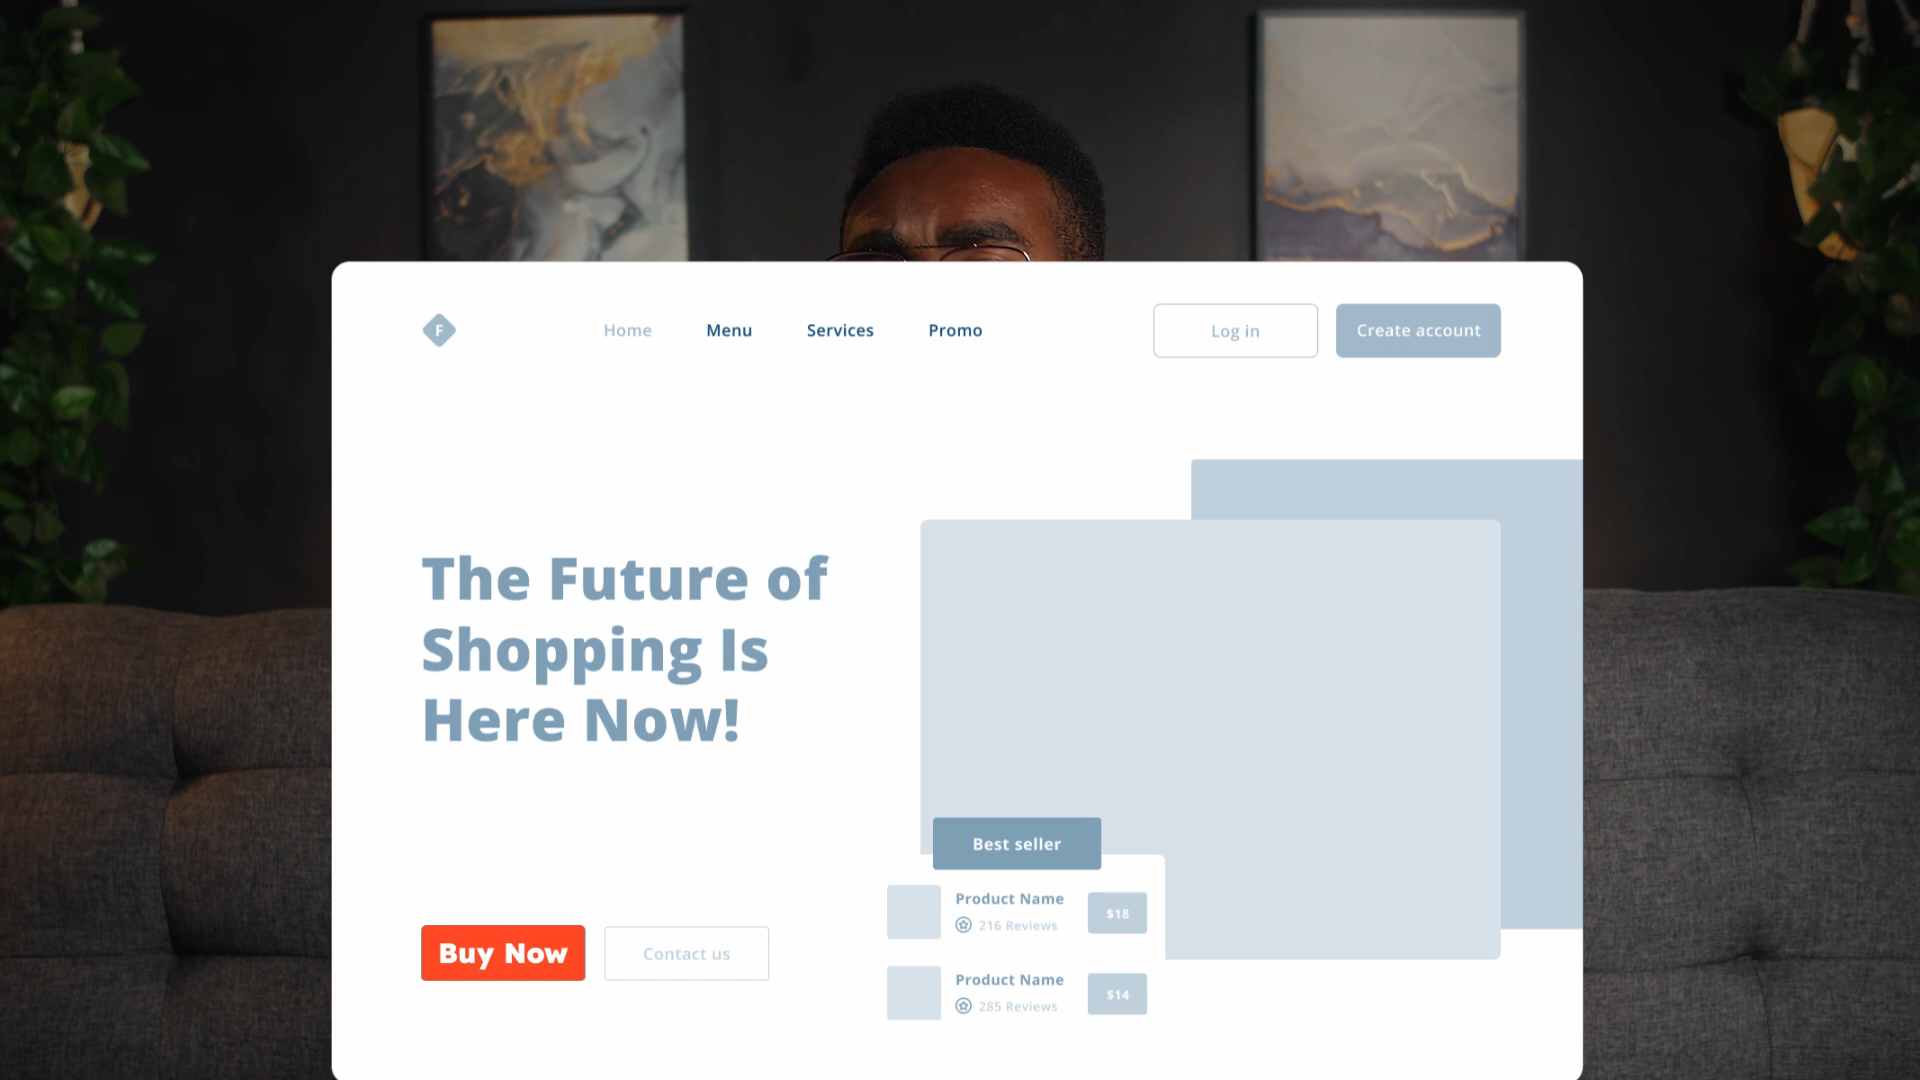 F
Home Menu Services Promo
Log in
Create account
The Future of
Shopping Is
Here Now!
Best seller
Product Name
216 Reviews
$18
Buy Now
Contact us
Product Name
285 Reviews
$14